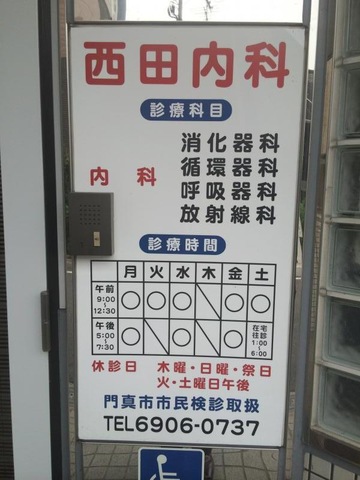 西田内科
診療科目
内科
消化器科
循環器科
呼吸器科
放射線科
診療時間
月 火 水 木 金 土
午前 9:00～12:30 ○ ○ ○ ＼ ○ ○
午後 5:00～7:30 ○ ＼ ○ ＼ ○ 在宅診 1:00～6:00
休診日 木曜・日曜・祭日
火・土曜日午後
門真市市民検診取扱
TEL6906-0737